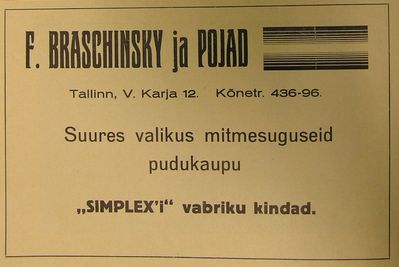 F. BRASCHINSKY ja POJAD
Tallinn, V. Karja 12. Kõnetr. 436-96.
Suures valikus mitmesuguseid
pudukaupu
„SIMPLEX'i“ vabriku kindad.